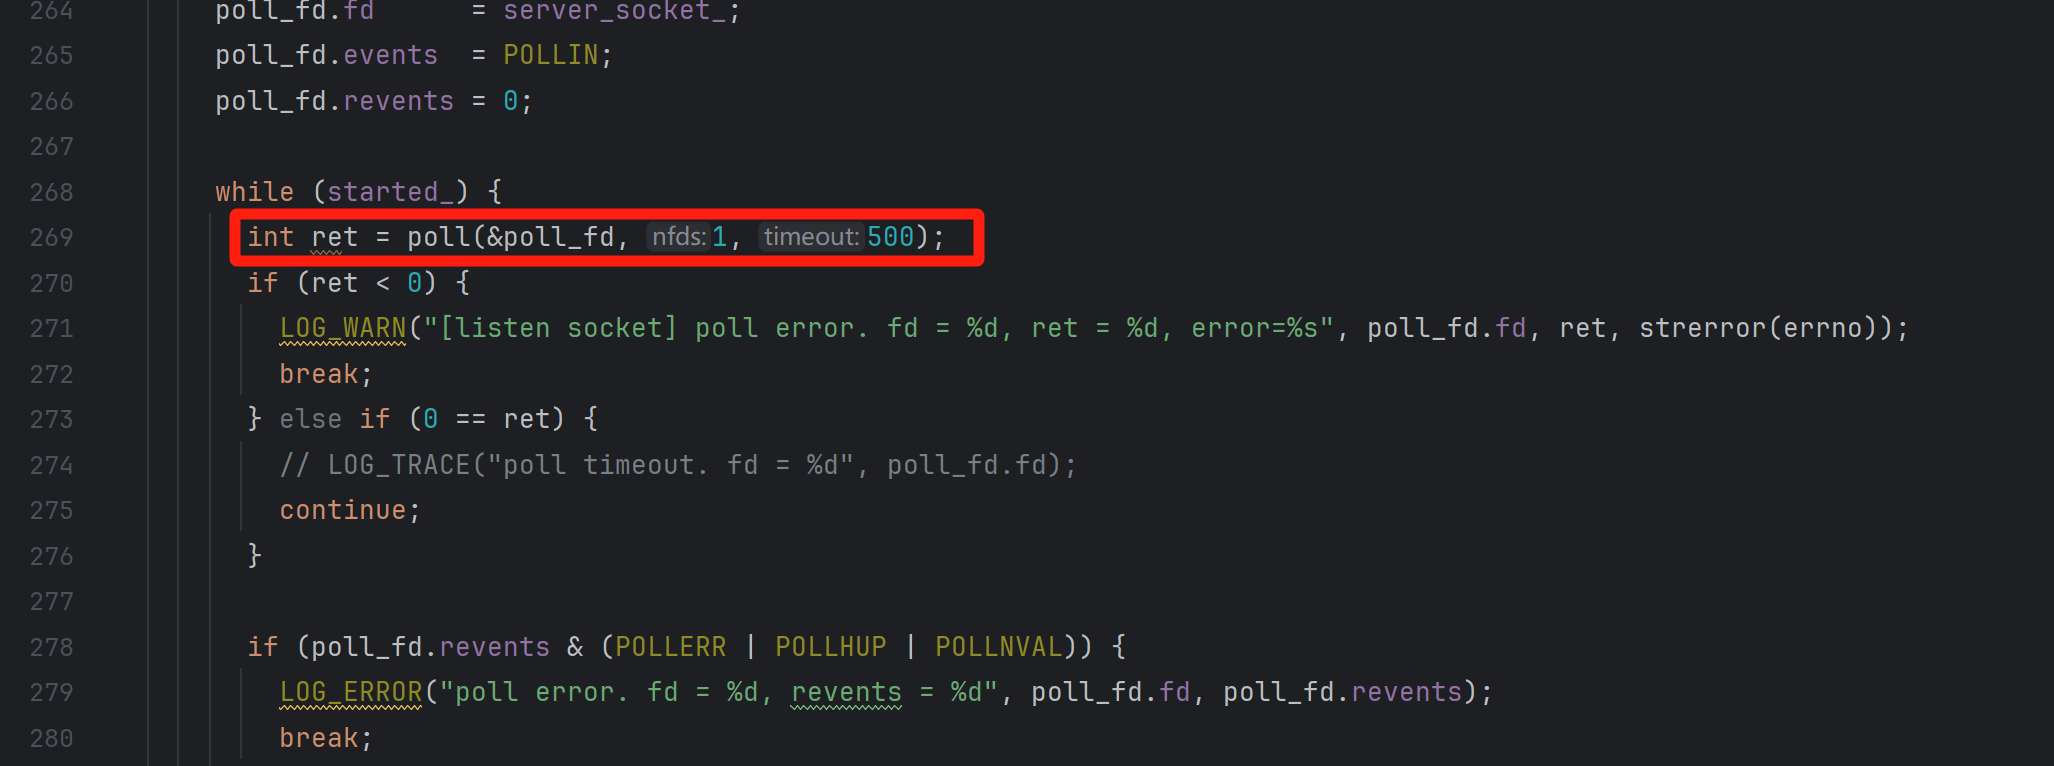 264 poll_fd.fd      = server_socket_;
265 poll_fd.events  = POLLIN;
266 poll_fd.revents = 0;
267
268 while (started_) {
269   int ret = poll(&poll_fd, nfds: 1, timeout: 500);
270   if (ret < 0) {
271     LOG_WARN("[listen socket] poll error. fd = %d, ret = %d, error=%s", poll_fd.fd, ret, strerror(errno));
272     break;
273   } else if (0 == ret) {
274     // LOG_TRACE("poll timeout. fd = %d", poll_fd.fd);
275     continue;
276   }
277
278   if (poll_fd.revents & (POLLERR | POLLHUP | POLLNVAL)) {
279     LOG_ERROR("poll error. fd = %d, revents = %d", poll_fd.fd, poll_fd.revents);
280     break;